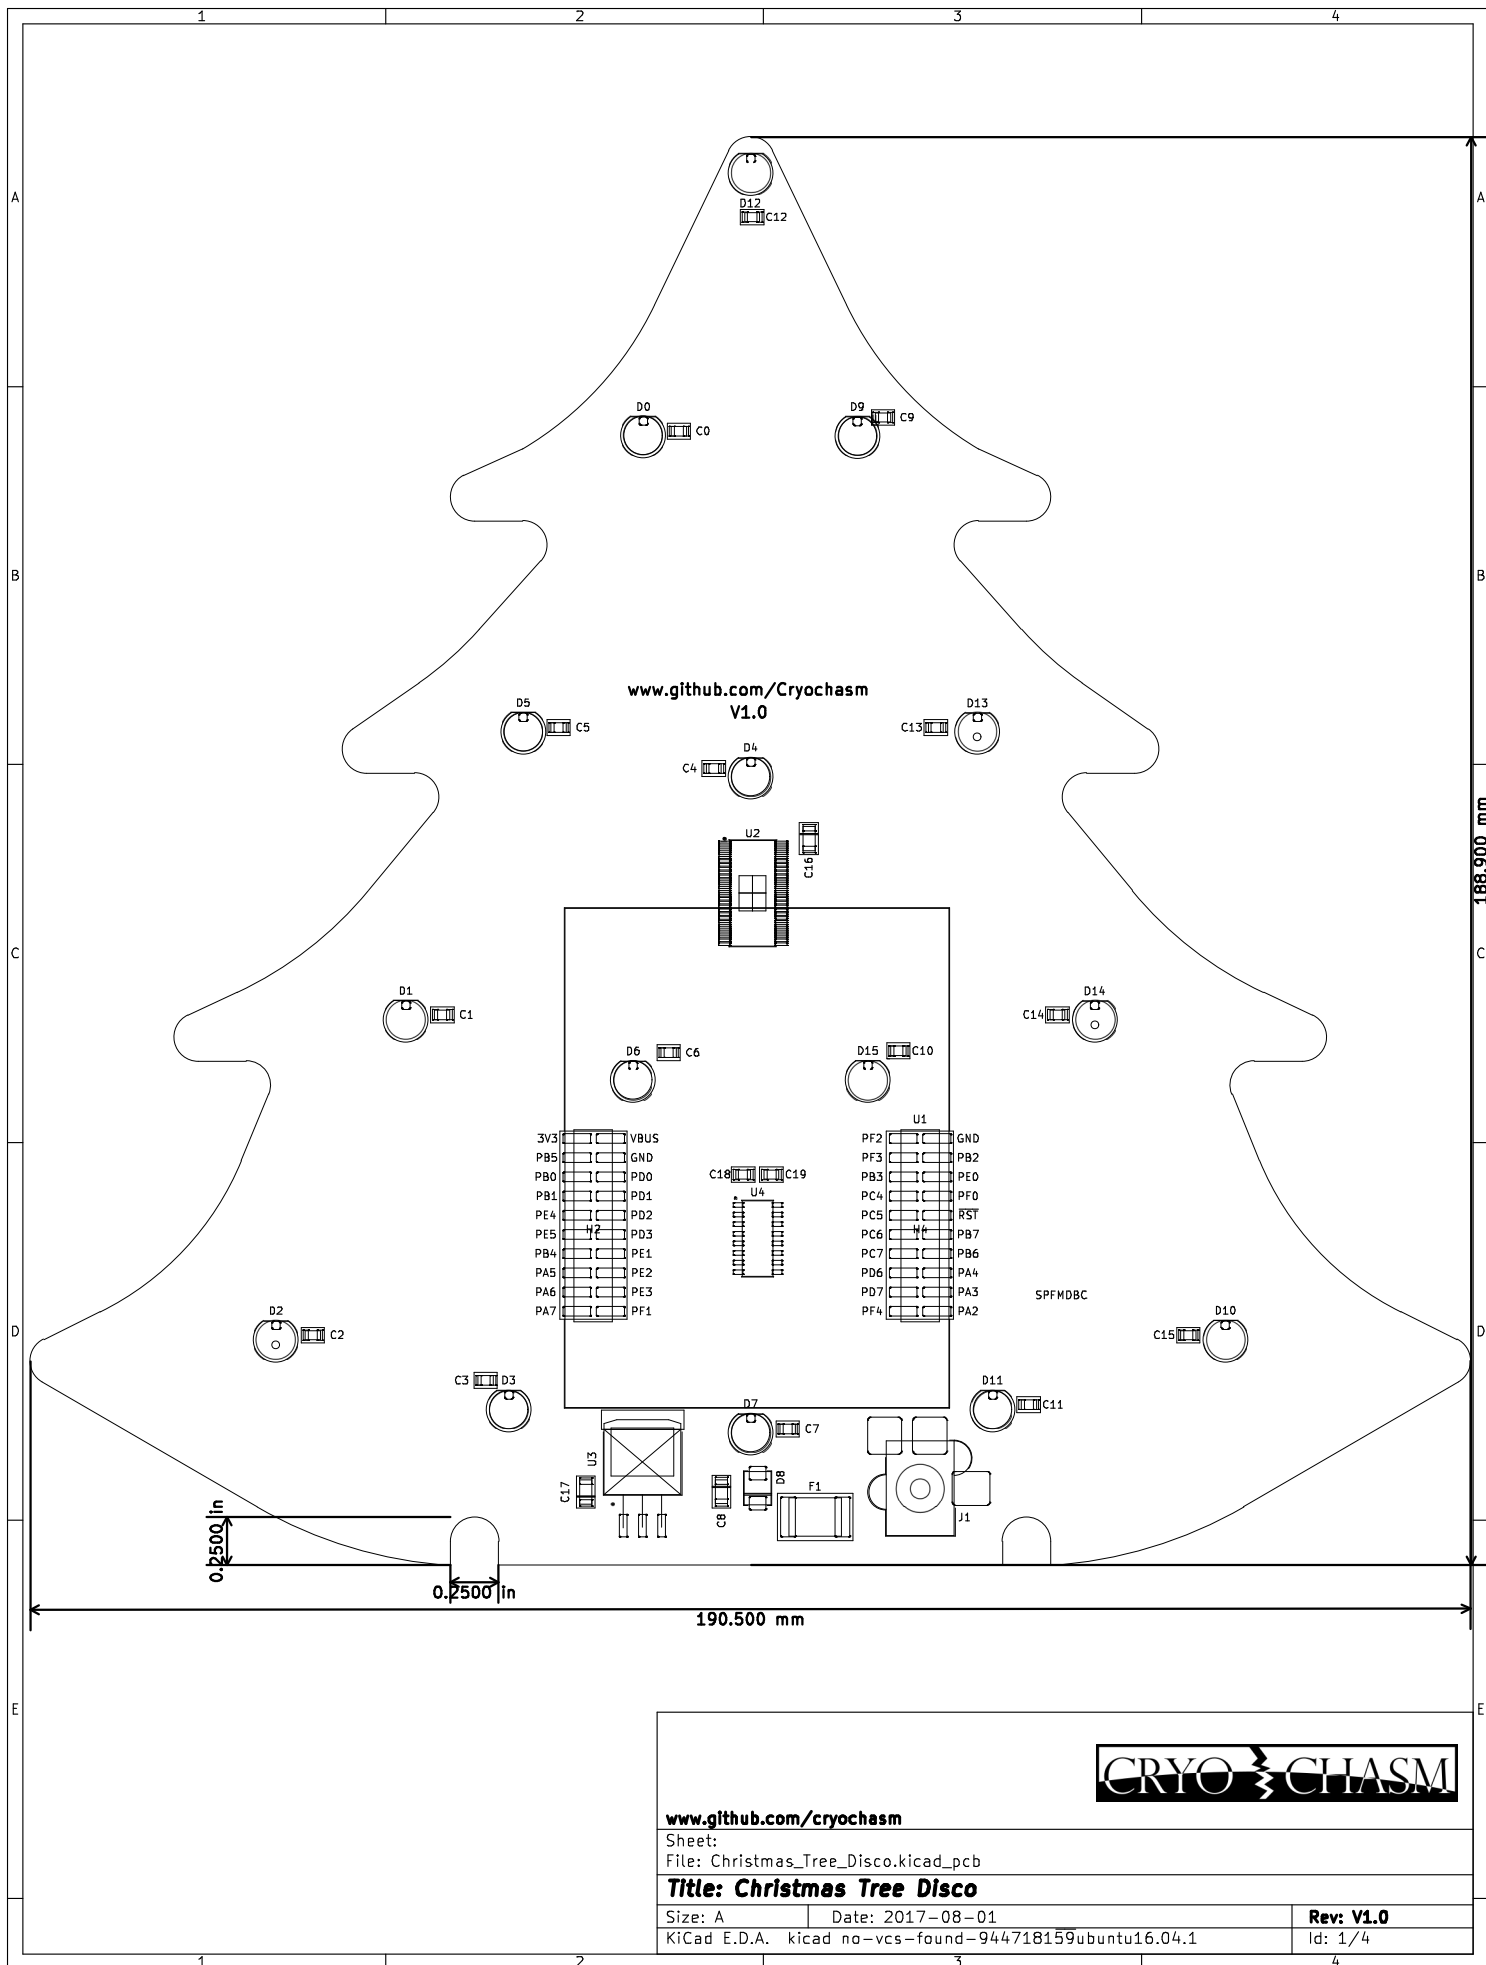 1 2 3 4
A A
D12
C12
D0 D9
C0 C9
B B
www.github.com/Cryochasm
V1.0
D5 D13
C5 C13
D4
C4
188.900 mm
U2
C16
C C
D1 D14
C1 C14
D6 D15
C6 C10
U1
3V3 VBUS PF2 GND
PB5 GND PF3 PB2
PB0 PD0 C18 C19 PB3 PE0
U4
PB1 PD1 PC4 PF0
PE4 PD2 PC5 RST
PE5 H2 PD3 PC6 H4 PB7
PB4 PE1 PC7 PB6
PA5 PE2 PD6 PA4
PA6 PE3 PD7 PA3
SPFMDBC
PA7 PF1 PF4 PA2
D2 D10
D D
C2 C15
C3 D3 D11
D7
C11
C7
U3
C17 C8 D8 F1
J1
0.2500 in
0.2500 in
190.500 mm
E E
CRYO CHASM
www.github.com/cryochasm
Sheet:
File: Christmas_Tree_Disco.kicad_pcb
Title: Christmas Tree Disco
Size: A Date: 2017-08-01 Rev: V1.0
KiCad E.D.A. kicad no-vcs-found-944718159ubuntu16.04.1 Id: 1/4
1 2 3 4